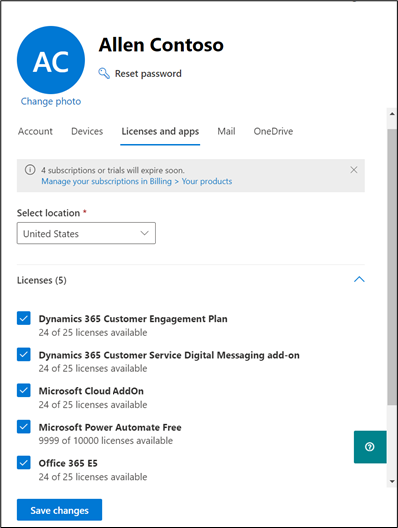 AC
Allen Contoso
Reset password
Change photo
Account Devices Licenses and apps Mail OneDrive
4 subscriptions or trials will expire soon.
Manage your subscriptions in Billing > Your products
Select location *
United States
Licenses (5)
Dynamics 365 Customer Engagement Plan
24 of 25 licenses available
Dynamics 365 Customer Service Digital Messaging add-on
24 of 25 licenses available
Microsoft Cloud AddOn
24 of 25 licenses available
Microsoft Power Automate Free
9999 of 10000 licenses available
Office 365 E5
24 of 25 licenses available
Save changes